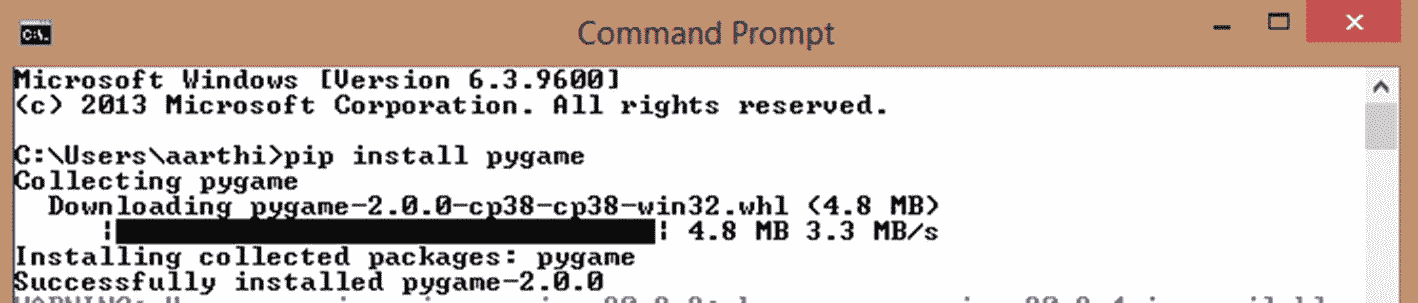 C:\.
Command Prompt
Microsoft Windows [Version 6.3.9600]
(c) 2013 Microsoft Corporation. All rights reserved.
C:\Users\aarthi>pip install pygame
Collecting pygame
Downloading pygame-2.0.0-cp38-cp38-win32.whl (4.8 MB)
|████████████████████████████████| 4.8 MB 3.3 MB/s
Installing collected packages: pygame
Successfully installed pygame-2.0.0